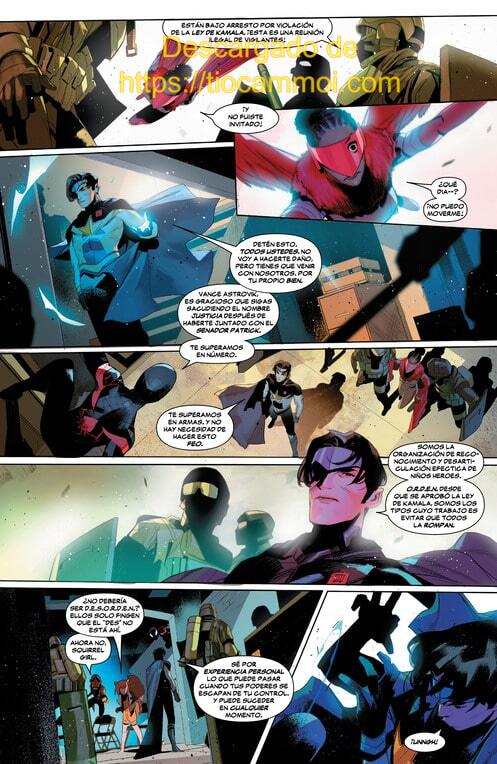 ESTÁN BAJO ARRESTO POR VIOLACIÓN
DE LA LEY DE KAMALA. ¡ESTA ES UNA REUNIÓN
ILEGAL DE VIGILANTES!
Descargado de
https://tiocammoi.com
¡Y
NO FUISTE
INVITADO!
¿QUÉ
DIA--?
¡NO PUEDO
MOVERME!
DETÉN ESTO.
TODOS USTEDES. NO
VOY A HACERTE DAÑO,
PERO TIENES QUE VENIR
CON NOSOTROS. POR
TU PROPIO BIEN.
VANCE ASTROVIK,
ES GRACIOSO QUE SIGAS
SACUDIENDO EL NOMBRE
JUSTICIA DESPUÉS DE
HABERTE JUNTADO CON EL
SENADOR PATRICK.
TE SUPERAMOS
EN NÚMERO.
TE SUPERAMOS
EN ARMAS, Y NO
HAY NECESIDAD DE
HACER ESTO
FEO.
SOMOS LA
ORGANIZACIÓN DE RECO-
NOCIMIENTO Y DESARTI-
CULACIÓN EFECTICA DE
NIÑOS HEROES.
O.R.D.E.N. DESDE
QUE SE APROBÓ LA LEY
DE KAMALA, SOMOS LOS
TIPOS CUYO TRABAJO ES
EVITAR QUE TODOS
LA ROMPAN.
¿NO DEBERÍA
SER D.E.S.O.R.D.E.N.?
ELLOS SOLO FINGEN
QUE EL "DES" NO
ESTÁ AHÍ.
AHORA NO,
SQUIRREL
GIRL.
SÉ POR
EXPERIENCIA PERSONAL
LO QUE PUEDE PASAR
CUANDO TUS PODERES SE
ESCAPAN DE TU CONTROL.
Y PUEDE SUCEDER
EN CUALQUIER
MOMENTO.
¡UNNGH!